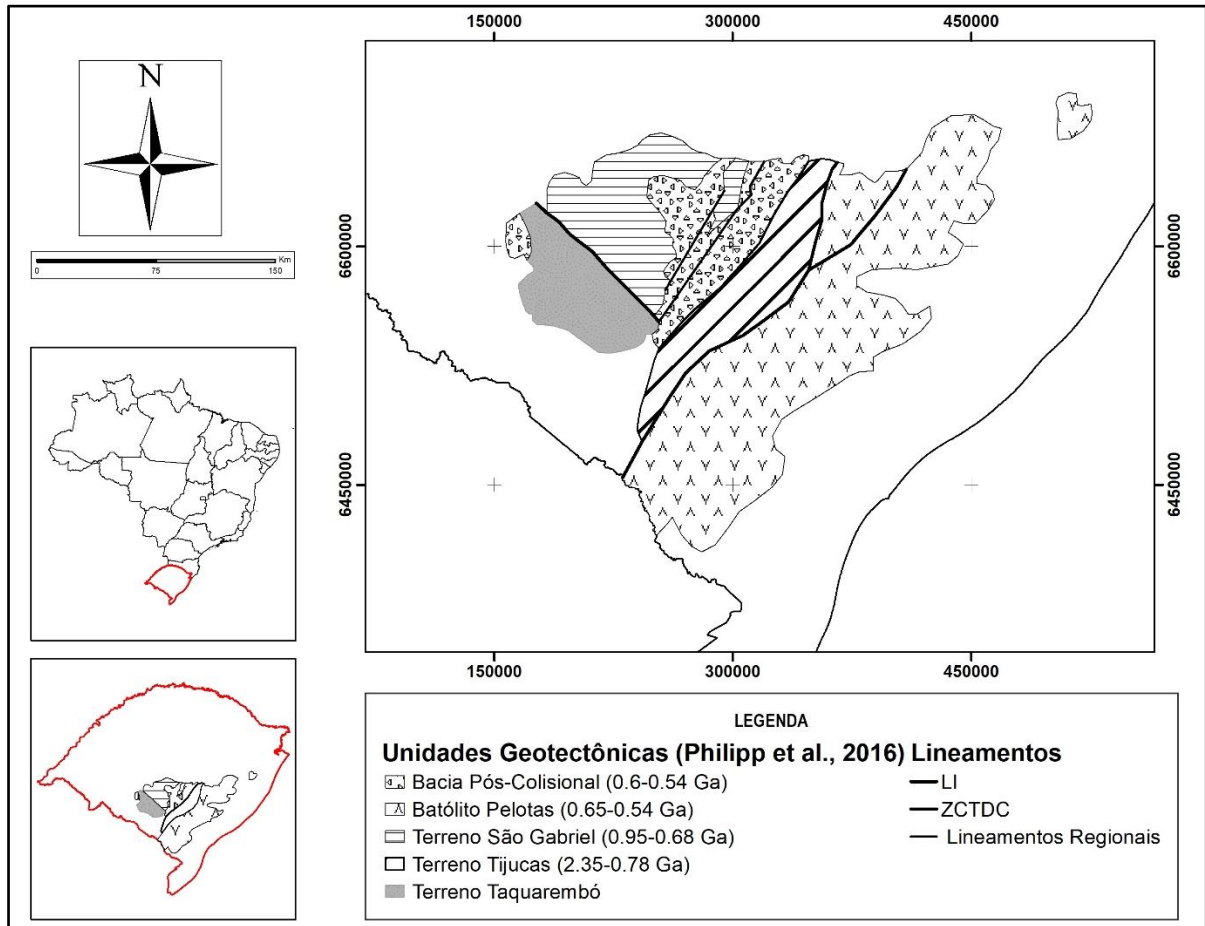 N
Km
0 75 150
150000 300000 450000
6600000 6600000
6450000 6450000
150000 300000 450000
LEGENDA
Unidades Geotectônicas (Philipp et al., 2016) Lineamentos
Bacia Pós-Colisional (0.6-0.54 Ga) LI
Batólito Pelotas (0.65-0.54 Ga) ZCTDC
Terreno São Gabriel (0.95-0.68 Ga) Lineamentos Regionais
Terreno Tijucas (2.35-0.78 Ga)
Terreno Taquarembó